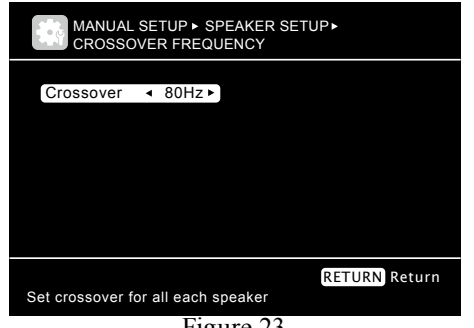 MANUAL SETUP ▸ SPEAKER SETUP ▸
CROSSOVER FREQUENCY
Crossover ◂ 80Hz ▸
RETURN Return
Set crossover for all each speaker
Figure 23